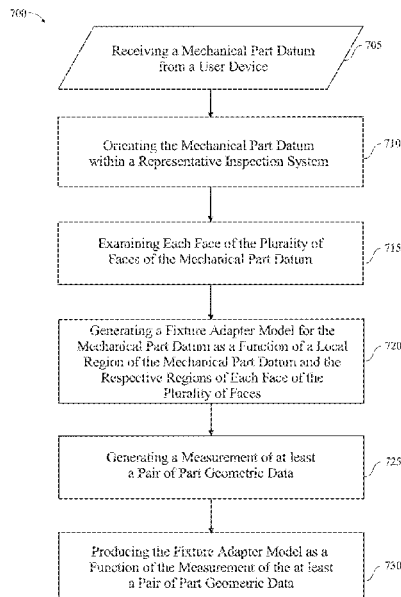 700
Receiving a Mechanical Part Datum
from a User Device
705
Orienting the Mechanical Part Datum
within a Representative Inspection System
710
Examining Each Face of the Plurality of
Faces of the Mechanical Part Datum
715
Generating a Fixture Adapter Model for the
Mechanical Part Datum as a Function of a Local
Region of the Mechanical Part Datum and the
Respective Regions of Each Face of the
Plurality of Faces
720
Generating a Measurement of at least
a Pair of Part Geometric Data
725
Producing the Fixture Adapter Model as a
Function of the Measurement of the at least
a Pair of Part Geometric Data
730